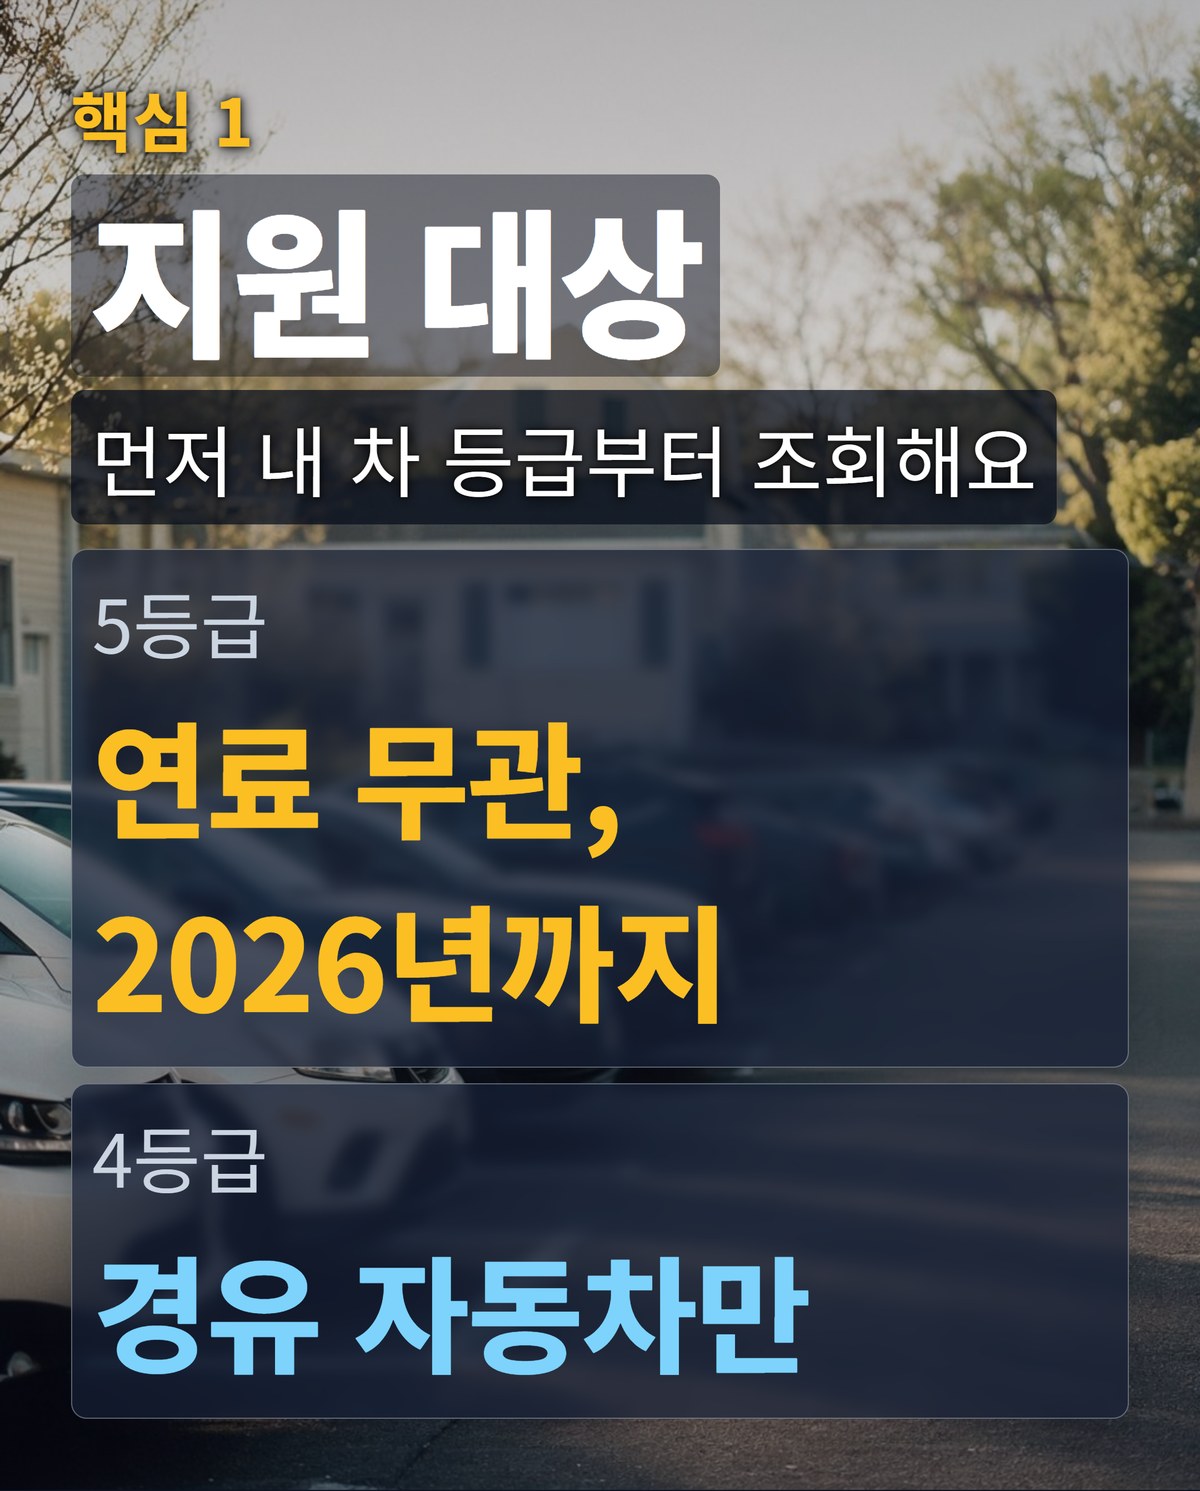 핵심 1
지원 대상
먼저 내 차 등급부터 조회해요
5등급
연료 무관,
2026년까지
4등급
경유 자동차만